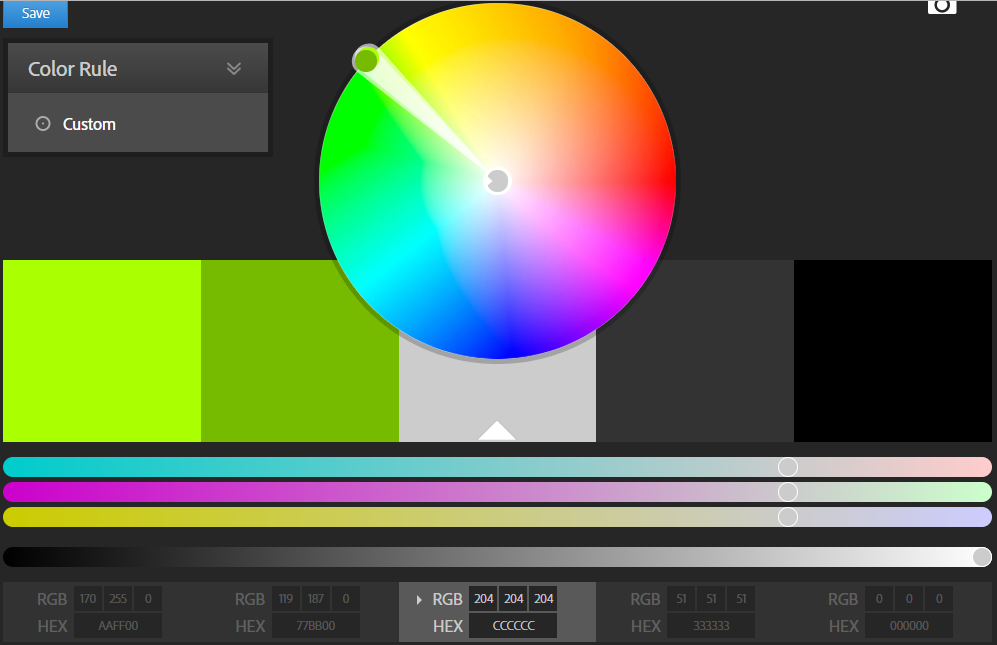 Save
Color Rule
Custom
RGB 170 255 0
HEX AAFF00
RGB 119 187 0
HEX 77BB00
RGB 204 204 204
HEX CCCCCC
RGB 51 51 51
HEX 333333
RGB 0 0 0
HEX 000000